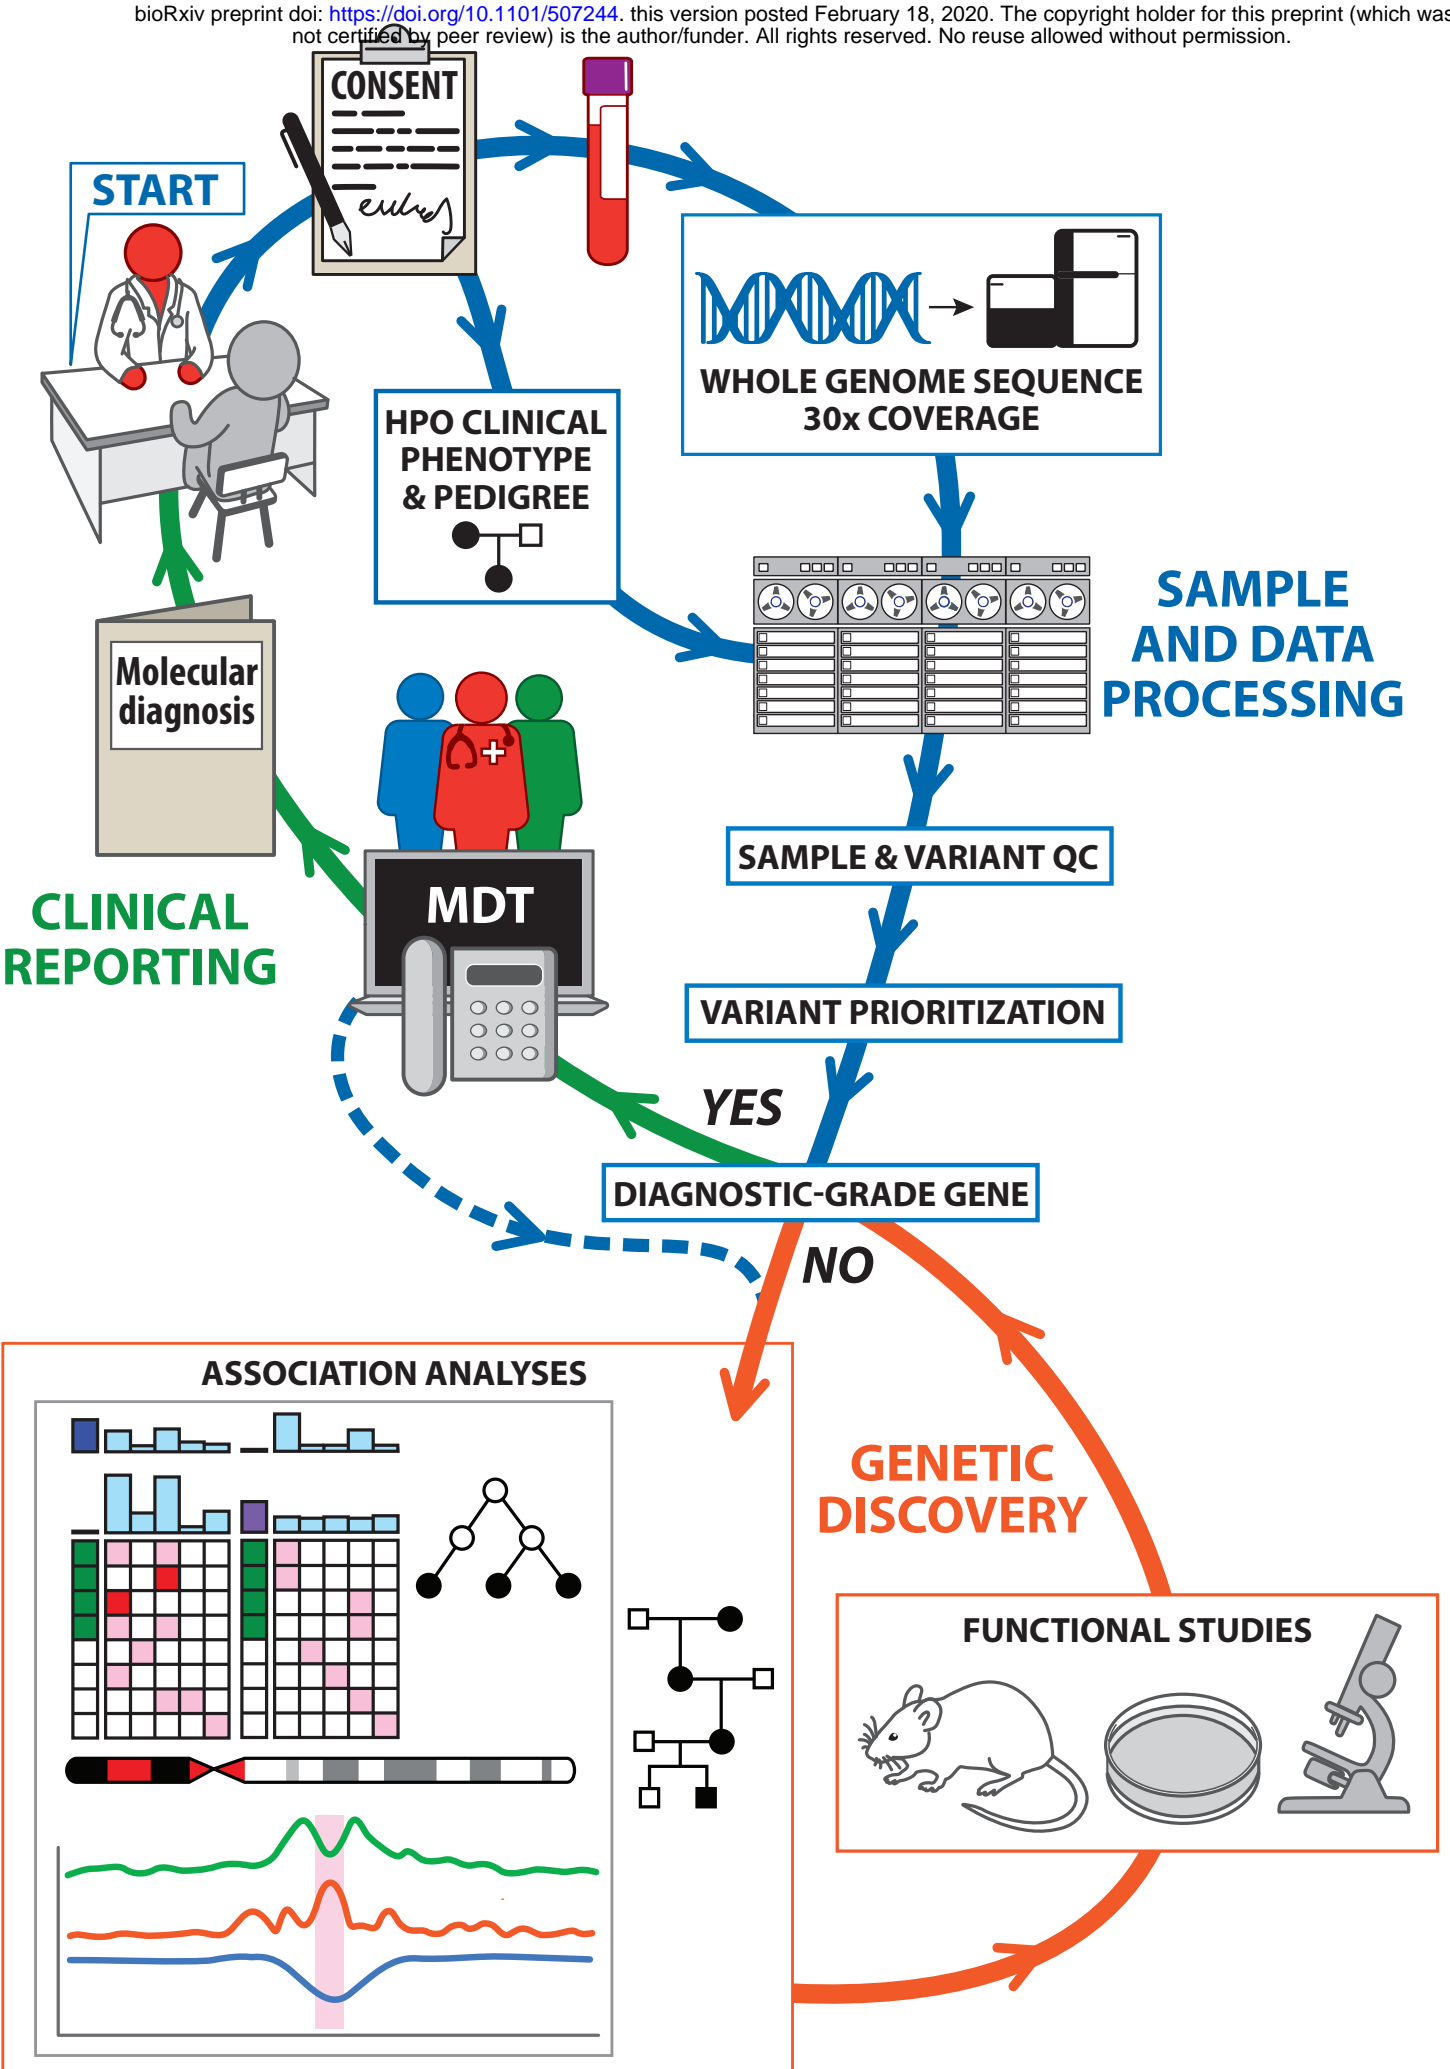 bioRxiv preprint doi: https://doi.org/10.1101/507244. this version posted February 18, 2020. The copyright holder for this preprint (which was
not certified by peer review) is the author/funder. All rights reserved. No reuse allowed without permission.
CONSENT
START
WHOLE GENOME SEQUENCE
30x COVERAGE
HPO CLINICAL
PHENOTYPE
& PEDIGREE
SAMPLE
AND DATA
PROCESSING
Molecular
diagnosis
SAMPLE & VARIANT QC
MDT
CLINICAL
REPORTING
VARIANT PRIORITIZATION
YES
DIAGNOSTIC-GRADE GENE
NO
ASSOCIATION ANALYSES
GENETIC
DISCOVERY
FUNCTIONAL STUDIES